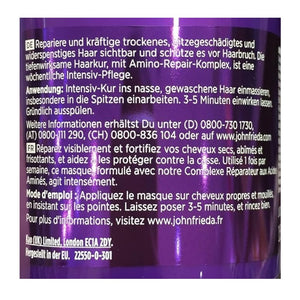 DE Repariere und kräftige trockenes, hitzegeschädigtes und
widerspenstiges Haar sichtbar und schütze es vor Haarbruch. Die
tiefenwirksame Haarkur, mit Amino-Repair-Komplex, ist eine
wöchentliche Intensiv-Pflege.
Anwendung: Intensiv-Kur ins nasse, gewaschene Haar einmassieren,
insbesondere in die Spitzen einarbeiten. 3-5 Minuten einwirken lassen.
Gründlich ausspülen.
Weitere Informationen erhältst Du unter (D) 0800-730 1730,
(AT) 0800-111 290, (CH) 0800-836 104 oder auf JohnFrieda.com
FR Réparez visiblement et fortifiez vos cheveux secs, abîmés et
frisottants, et aidez à les protéger contre la casse. Utilisé 1 fois par
semaine, ce masque formulé avec notre Complexe Réparateur aux Acides
Aminés, agit intensément.
Mode d'emploi : Appliquez le masque sur cheveux propres et mouillés,
en insistant sur les pointes. Laissez poser 3-5 minutes, et rincez bien.
Pour plus d'informations, visitez www.johnfrieda.com
Kao (UK) Limited, London EC1A 2DY.
Hergestellt in der EU. 22550-0-301